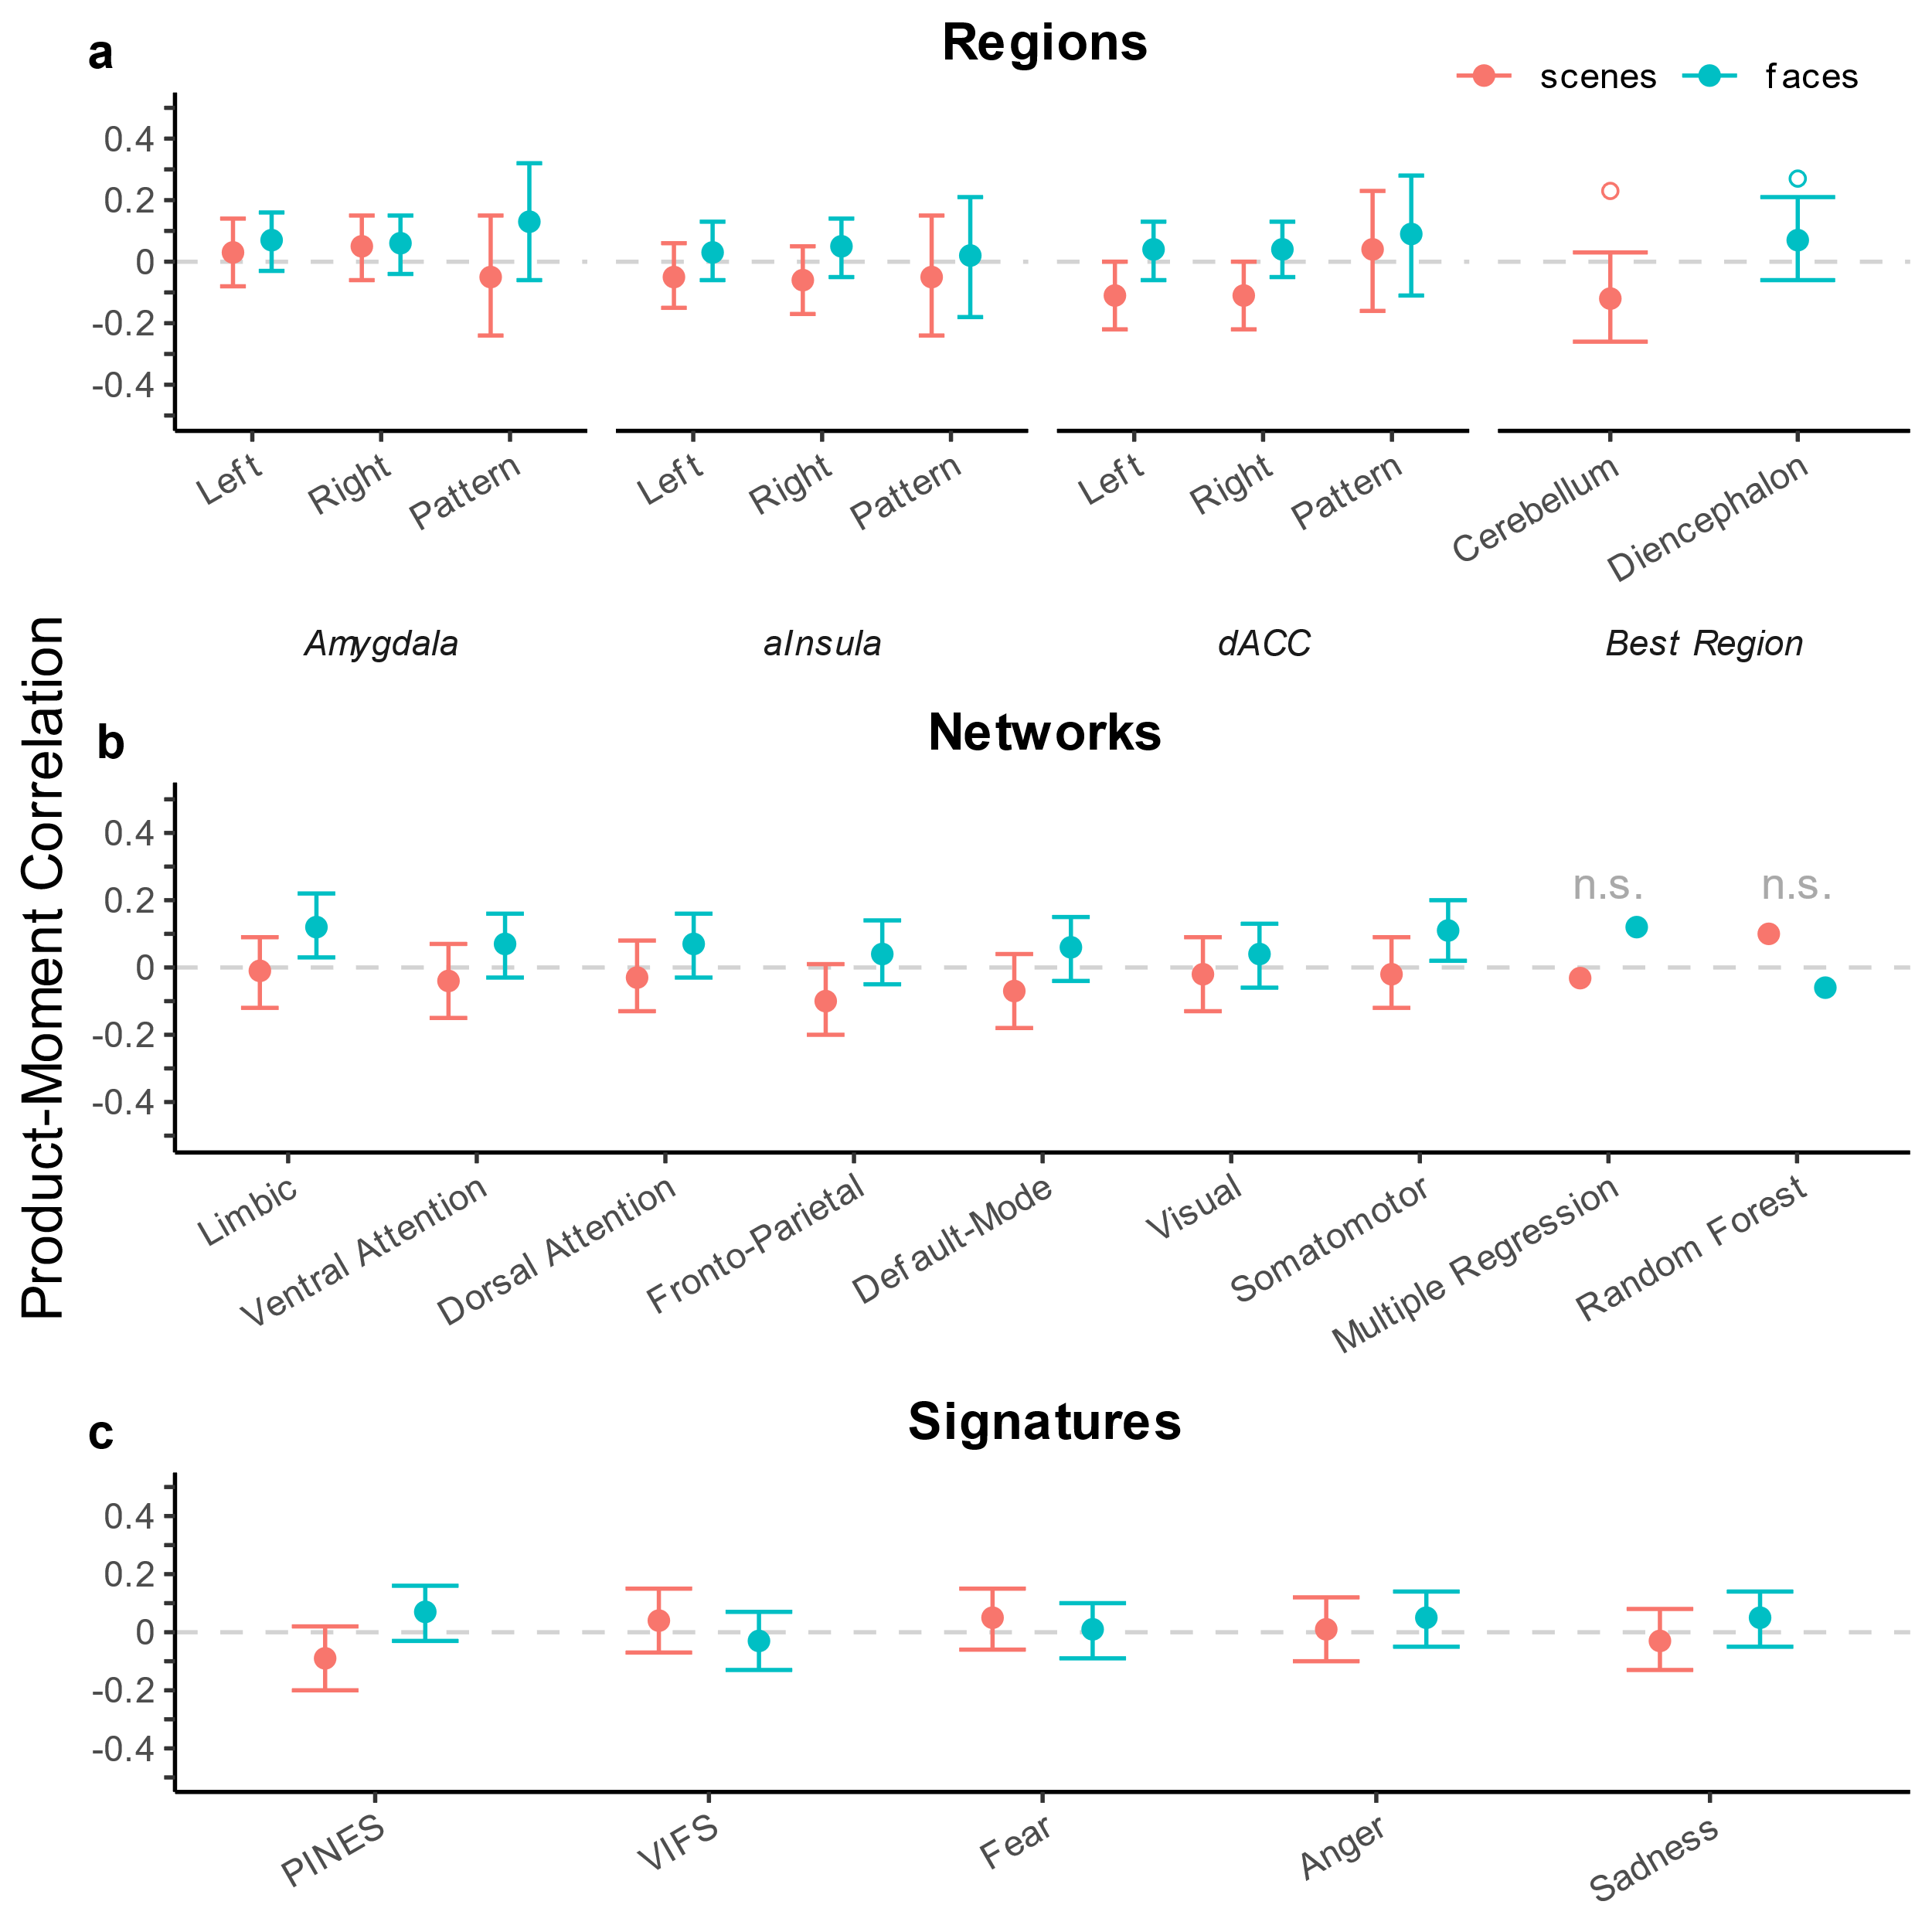 a
Regions
scenes faces
0.4
0.2
0
-0.2
-0.4
Left Right Pattern Left Right Pattern Left Right Pattern Cerebellum Diencephalon
Amygdala aInsula dACC Best Region
Product-Moment Correlation
b
Networks
0.4
0.2
0
-0.2
-0.4
n.s. n.s.
Limbic Ventral Attention Dorsal Attention Fronto-Parietal Default-Mode Visual Somatomotor Multiple Regression Random Forest
c
Signatures
0.4
0.2
0
-0.2
-0.4
PINES VIFS Fear Anger Sadness